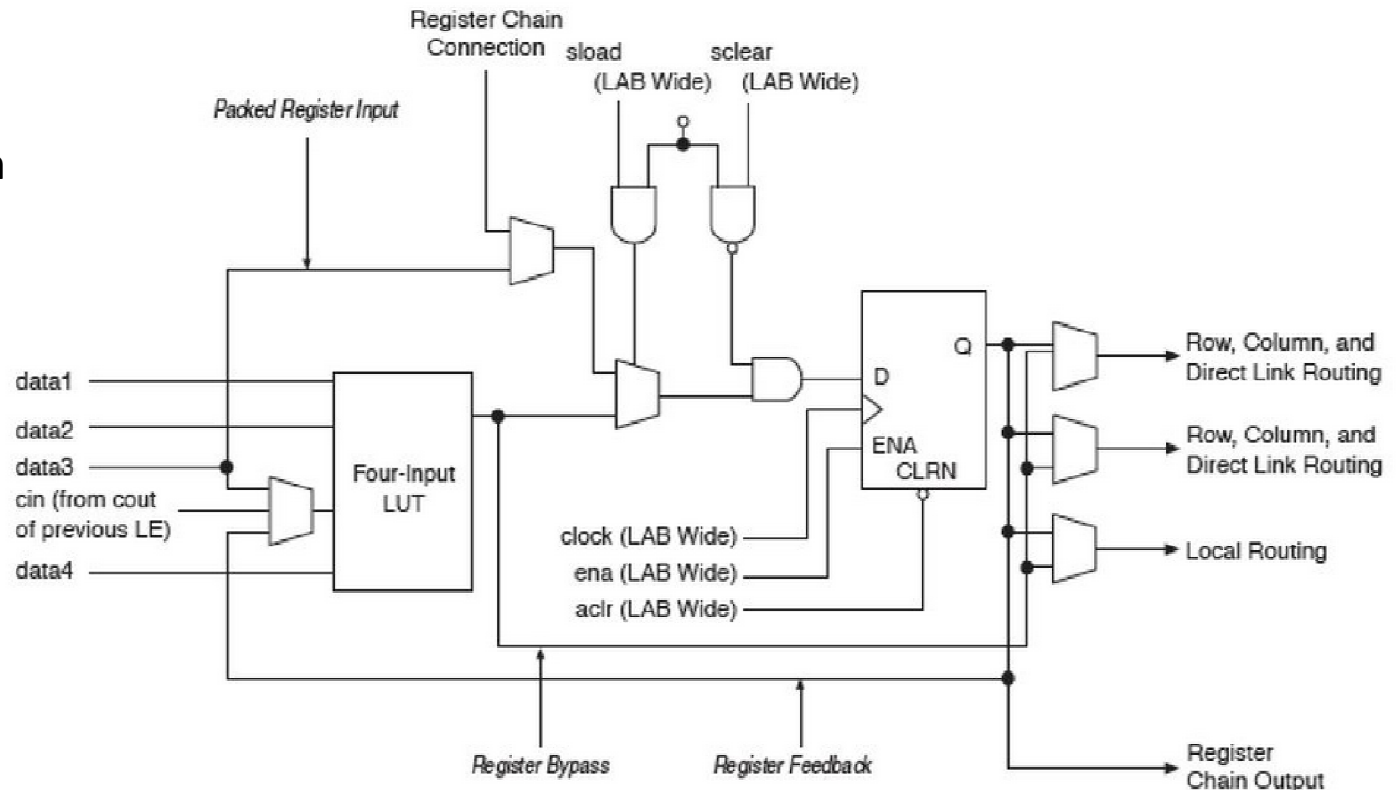 Register Chain
Connection
sload
(LAB Wide)
sclear
(LAB Wide)
Packed Register Input
data1
data2
data3
cin (from cout
of previous LE)
data4
Four-Input
LUT
D
Q
ENA
CLRN
clock (LAB Wide)
ena (LAB Wide)
aclr (LAB Wide)
Row, Column, and
Direct Link Routing
Row, Column, and
Direct Link Routing
Local Routing
Register Bypass
Register Feedback
Register
Chain Output